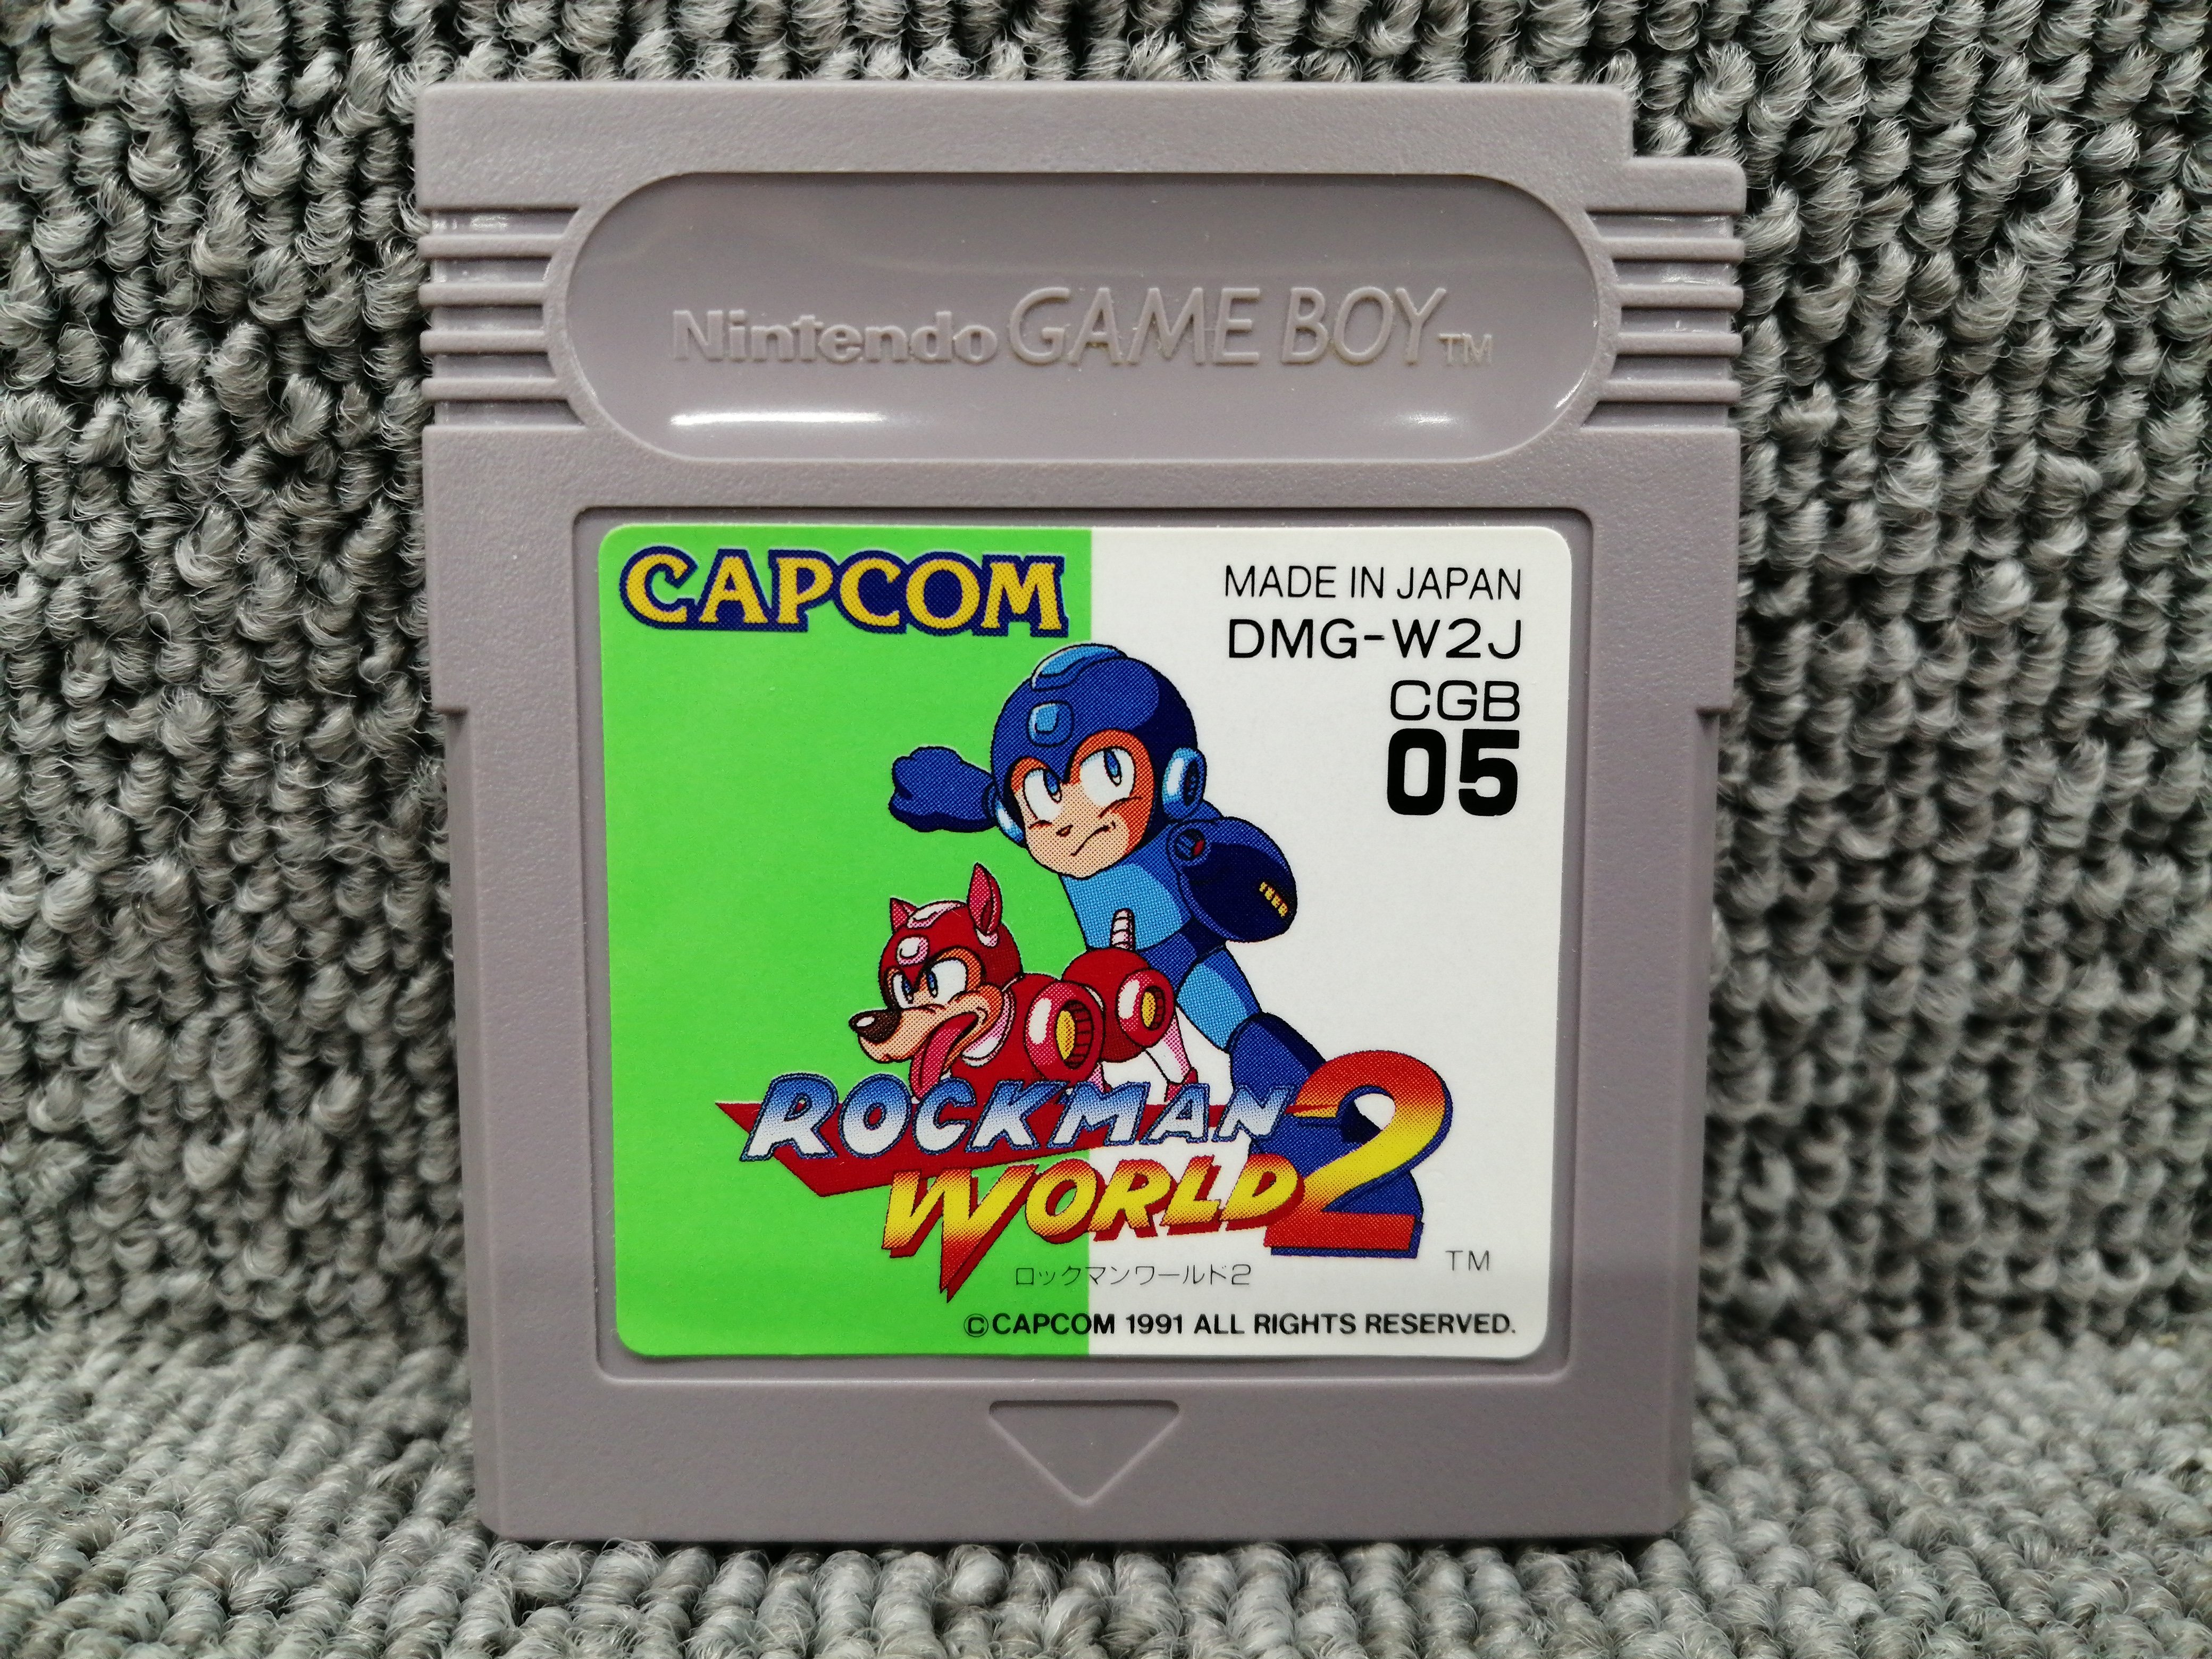 Nintendo GAME BOY TM
CAPCOM
MADE IN JAPAN
DMG-W2J
CGB
05
ROCKMAN
WORLD 2
TM
ロックマンワールド2
©CAPCOM 1991 ALL RIGHTS RESERVED.